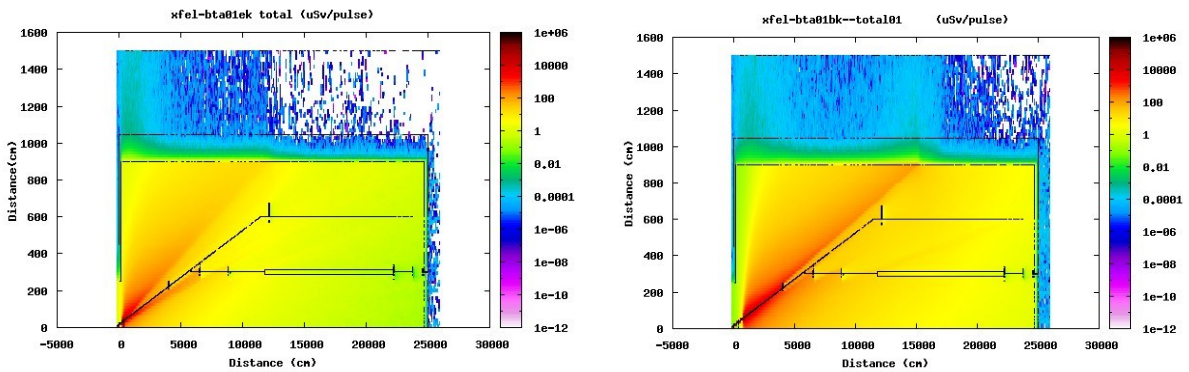 xfel-bta01ek total (uSv/pulse)
1600
1400
1200
1000
800
600
400
200
0
Distance(cm)
-5000
0
5000
10000
15000
20000
25000
30000
Distance (cm)
1e+06
10000
100
1
0,01
0,0001
1e-06
1e-08
1e-10
1e-12
xfel-bta01bk--total01 (uSv/pulse)
1600
1400
1200
1000
800
600
400
200
0
Distance(cm)
-5000
0
5000
10000
15000
20000
25000
30000
Distance (cm)
1e+06
10000
100
1
0,01
0,0001
1e-06
1e-08
1e-10
1e-12